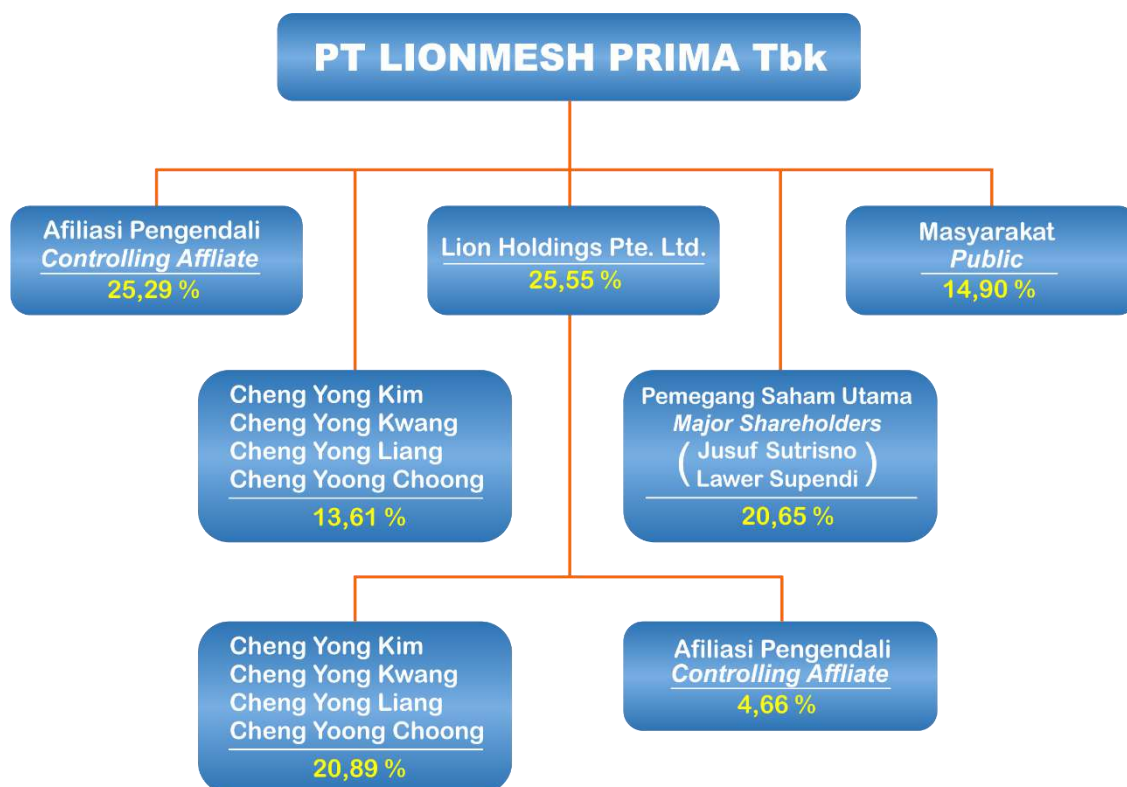 PT LIONMESH PRIMA Tbk
Afiliasi Pengendali
Controlling Affliate
25,29 %
Lion Holdings Pte. Ltd.
25,55 %
Masyarakat
Public
14,90 %
Cheng Yong Kim
Cheng Yong Kwang
Cheng Yong Liang
Cheng Yoong Choong
13,61 %
Pemegang Saham Utama
Major Shareholders
( Jusuf Sutrisno
Lawer Supendi )
20,65 %
Cheng Yong Kim
Cheng Yong Kwang
Cheng Yong Liang
Cheng Yoong Choong
20,89 %
Afiliasi Pengendali
Controlling Affliate
4,66 %